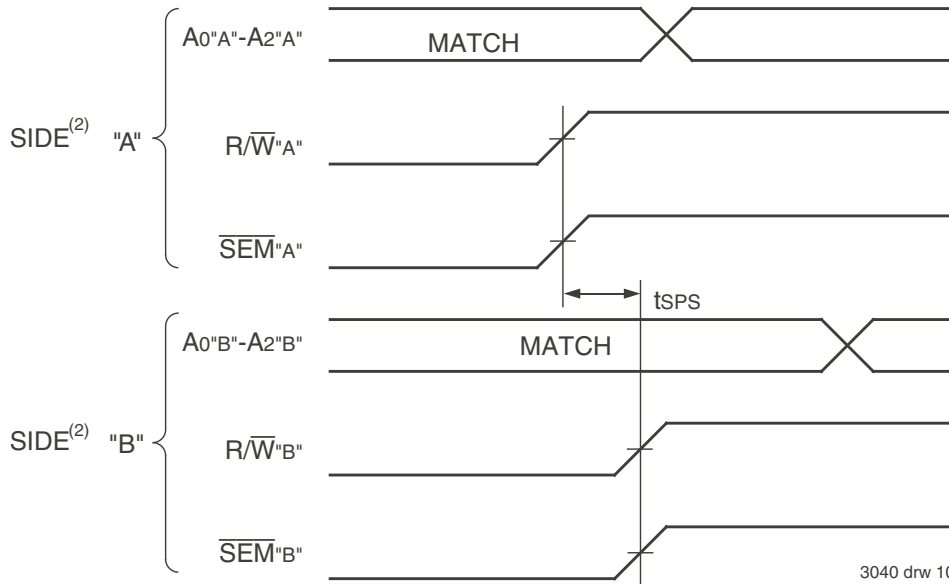 A0"A"-A2"A"
MATCH
SIDE(2) "A"
R/W"A"
SEM"A"
tSPS
A0"B"-A2"B"
MATCH
SIDE(2) "B"
R/W"B"
SEM"B"
3040 drw 10